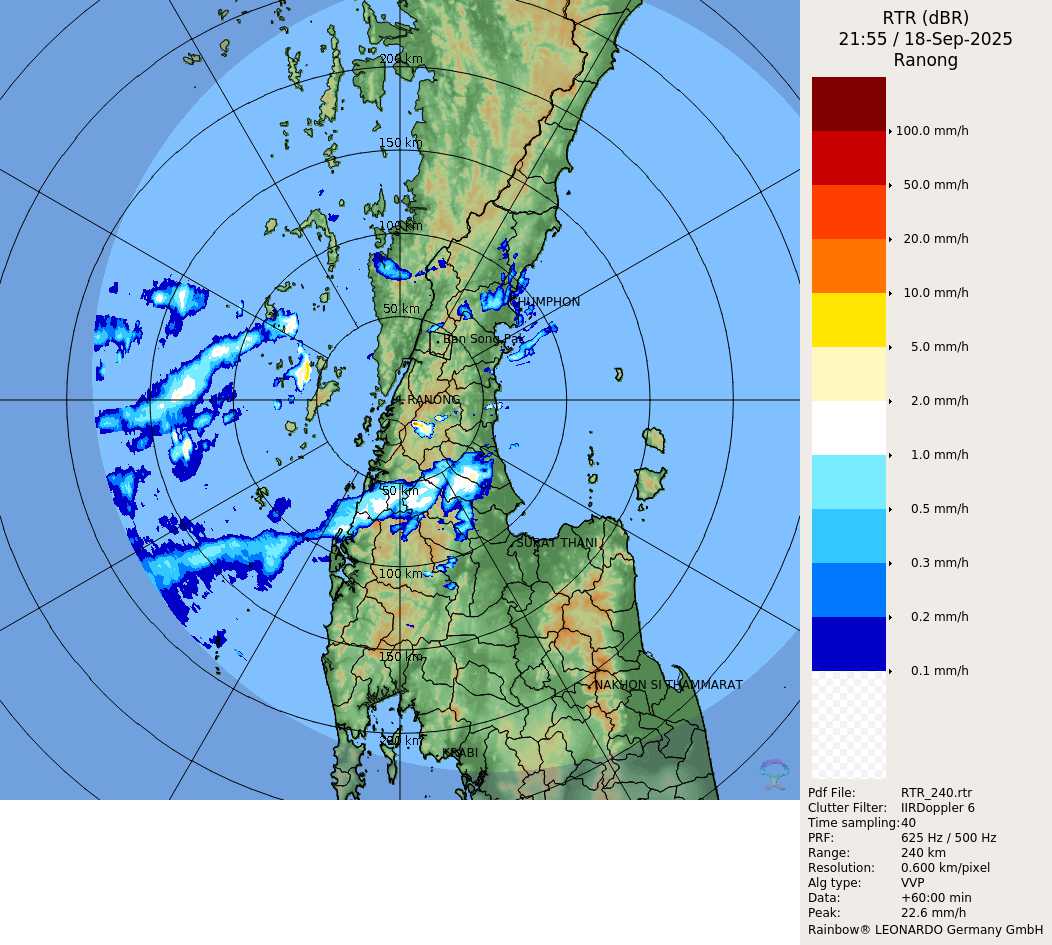 RTR (dBR)
21:55 / 18-Sep-2025
Ranong
100.0 mm/h
50.0 mm/h
20.0 mm/h
10.0 mm/h
5.0 mm/h
2.0 mm/h
1.0 mm/h
0.5 mm/h
0.3 mm/h
0.2 mm/h
0.1 mm/h
200 km
150 km
100 km
50 km
CHUMPHON
Ban Song Pak
RANONG
50 km
SURAT THANI
100 km
150 km
NAKHON SI THAMMARAT
200 km
KRABI
Pdf File: RTR_240.rtr
Clutter Filter: IIRDoppler 6
Time sampling: 40
PRF: 625 Hz / 500 Hz
Range: 240 km
Resolution: 0.600 km/pixel
Alg type: VVP
Data: +60:00 min
Peak: 22.6 mm/h
Rainbow® LEONARDO Germany GmbH